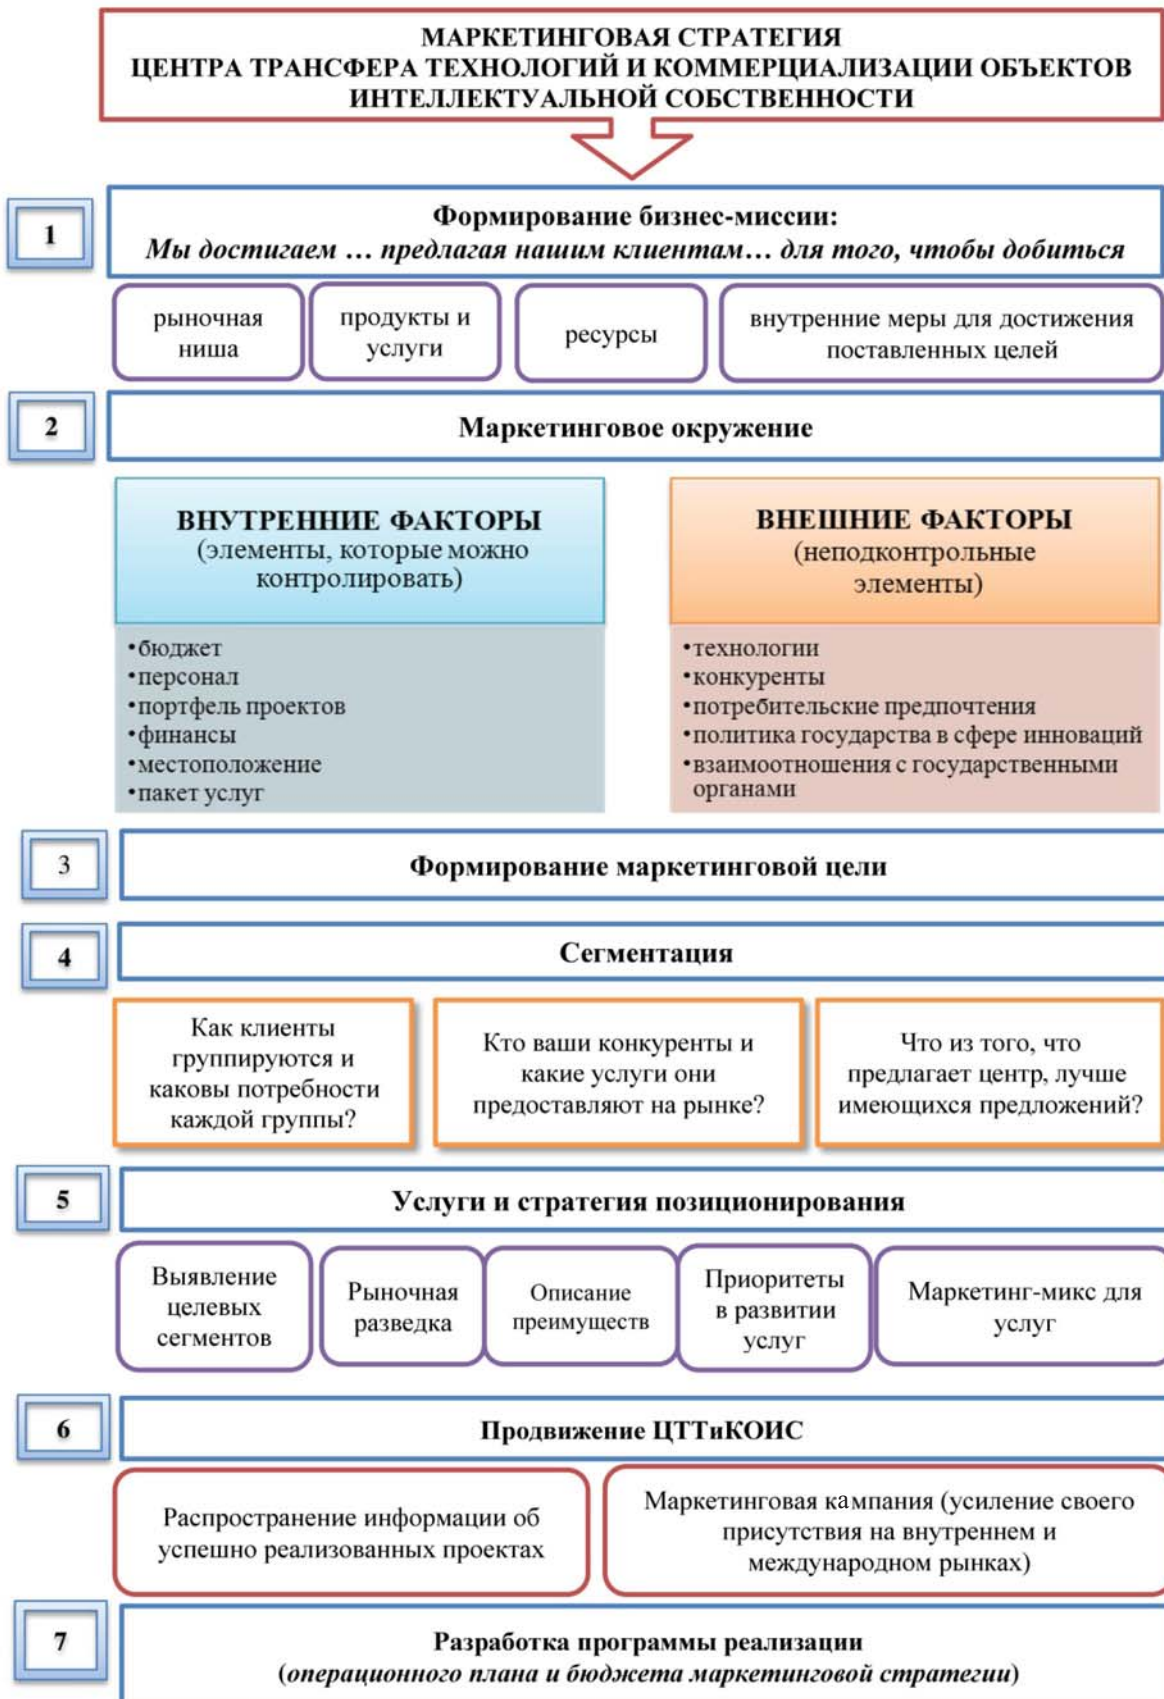 МАРКЕТИНГОВАЯ СТРАТЕГИЯ
ЦЕНТРА ТРАНСФЕРА ТЕХНОЛОГИЙ И КОММЕРЦИАЛИЗАЦИИ ОБЪЕКТОВ
ИНТЕЛЛЕКТУАЛЬНОЙ СОБСТВЕННОСТИ
1
Формирование бизнес-миссии:
Мы достигаем … предлагая нашим клиентам… для того, чтобы добиться
рыночная
ниша
продукты и
услуги
ресурсы
внутренние меры для достижения
поставленных целей
2
Маркетинговое окружение
ВНУТРЕННИЕ ФАКТОРЫ
(элементы, которые можно
контролировать)
•бюджет
•персонал
•портфель проектов
•финансы
•местоположение
•пакет услуг
ВНЕШНИЕ ФАКТОРЫ
(неподконтрольные
элементы)
•технологии
•конкуренты
•потребительские предпочтения
•политика государства в сфере инноваций
•взаимоотношения с государственными
органами
3
Формирование маркетинговой цели
4
Сегментация
Как клиенты
группируются и
каковы потребности
каждой группы?
Кто ваши конкуренты и
какие услуги они
предоставляют на рынке?
Что из того, что
предлагает центр, лучше
имеющихся предложений?
5
Услуги и стратегия позиционирования
Выявление
целевых
сегментов
Рыночная
разведка
Описание
преимуществ
Приоритеты
в развитии
услуг
Маркетинг-микс для
услуг
6
Продвижение ЦТТиКОИС
Распространение информации об
успешно реализованных проектах
Маркетинговая кампания (усиление своего
присутствия на внутреннем и
международном рынках)
7
Разработка программы реализации
(операционного плана и бюджета маркетинговой стратегии)